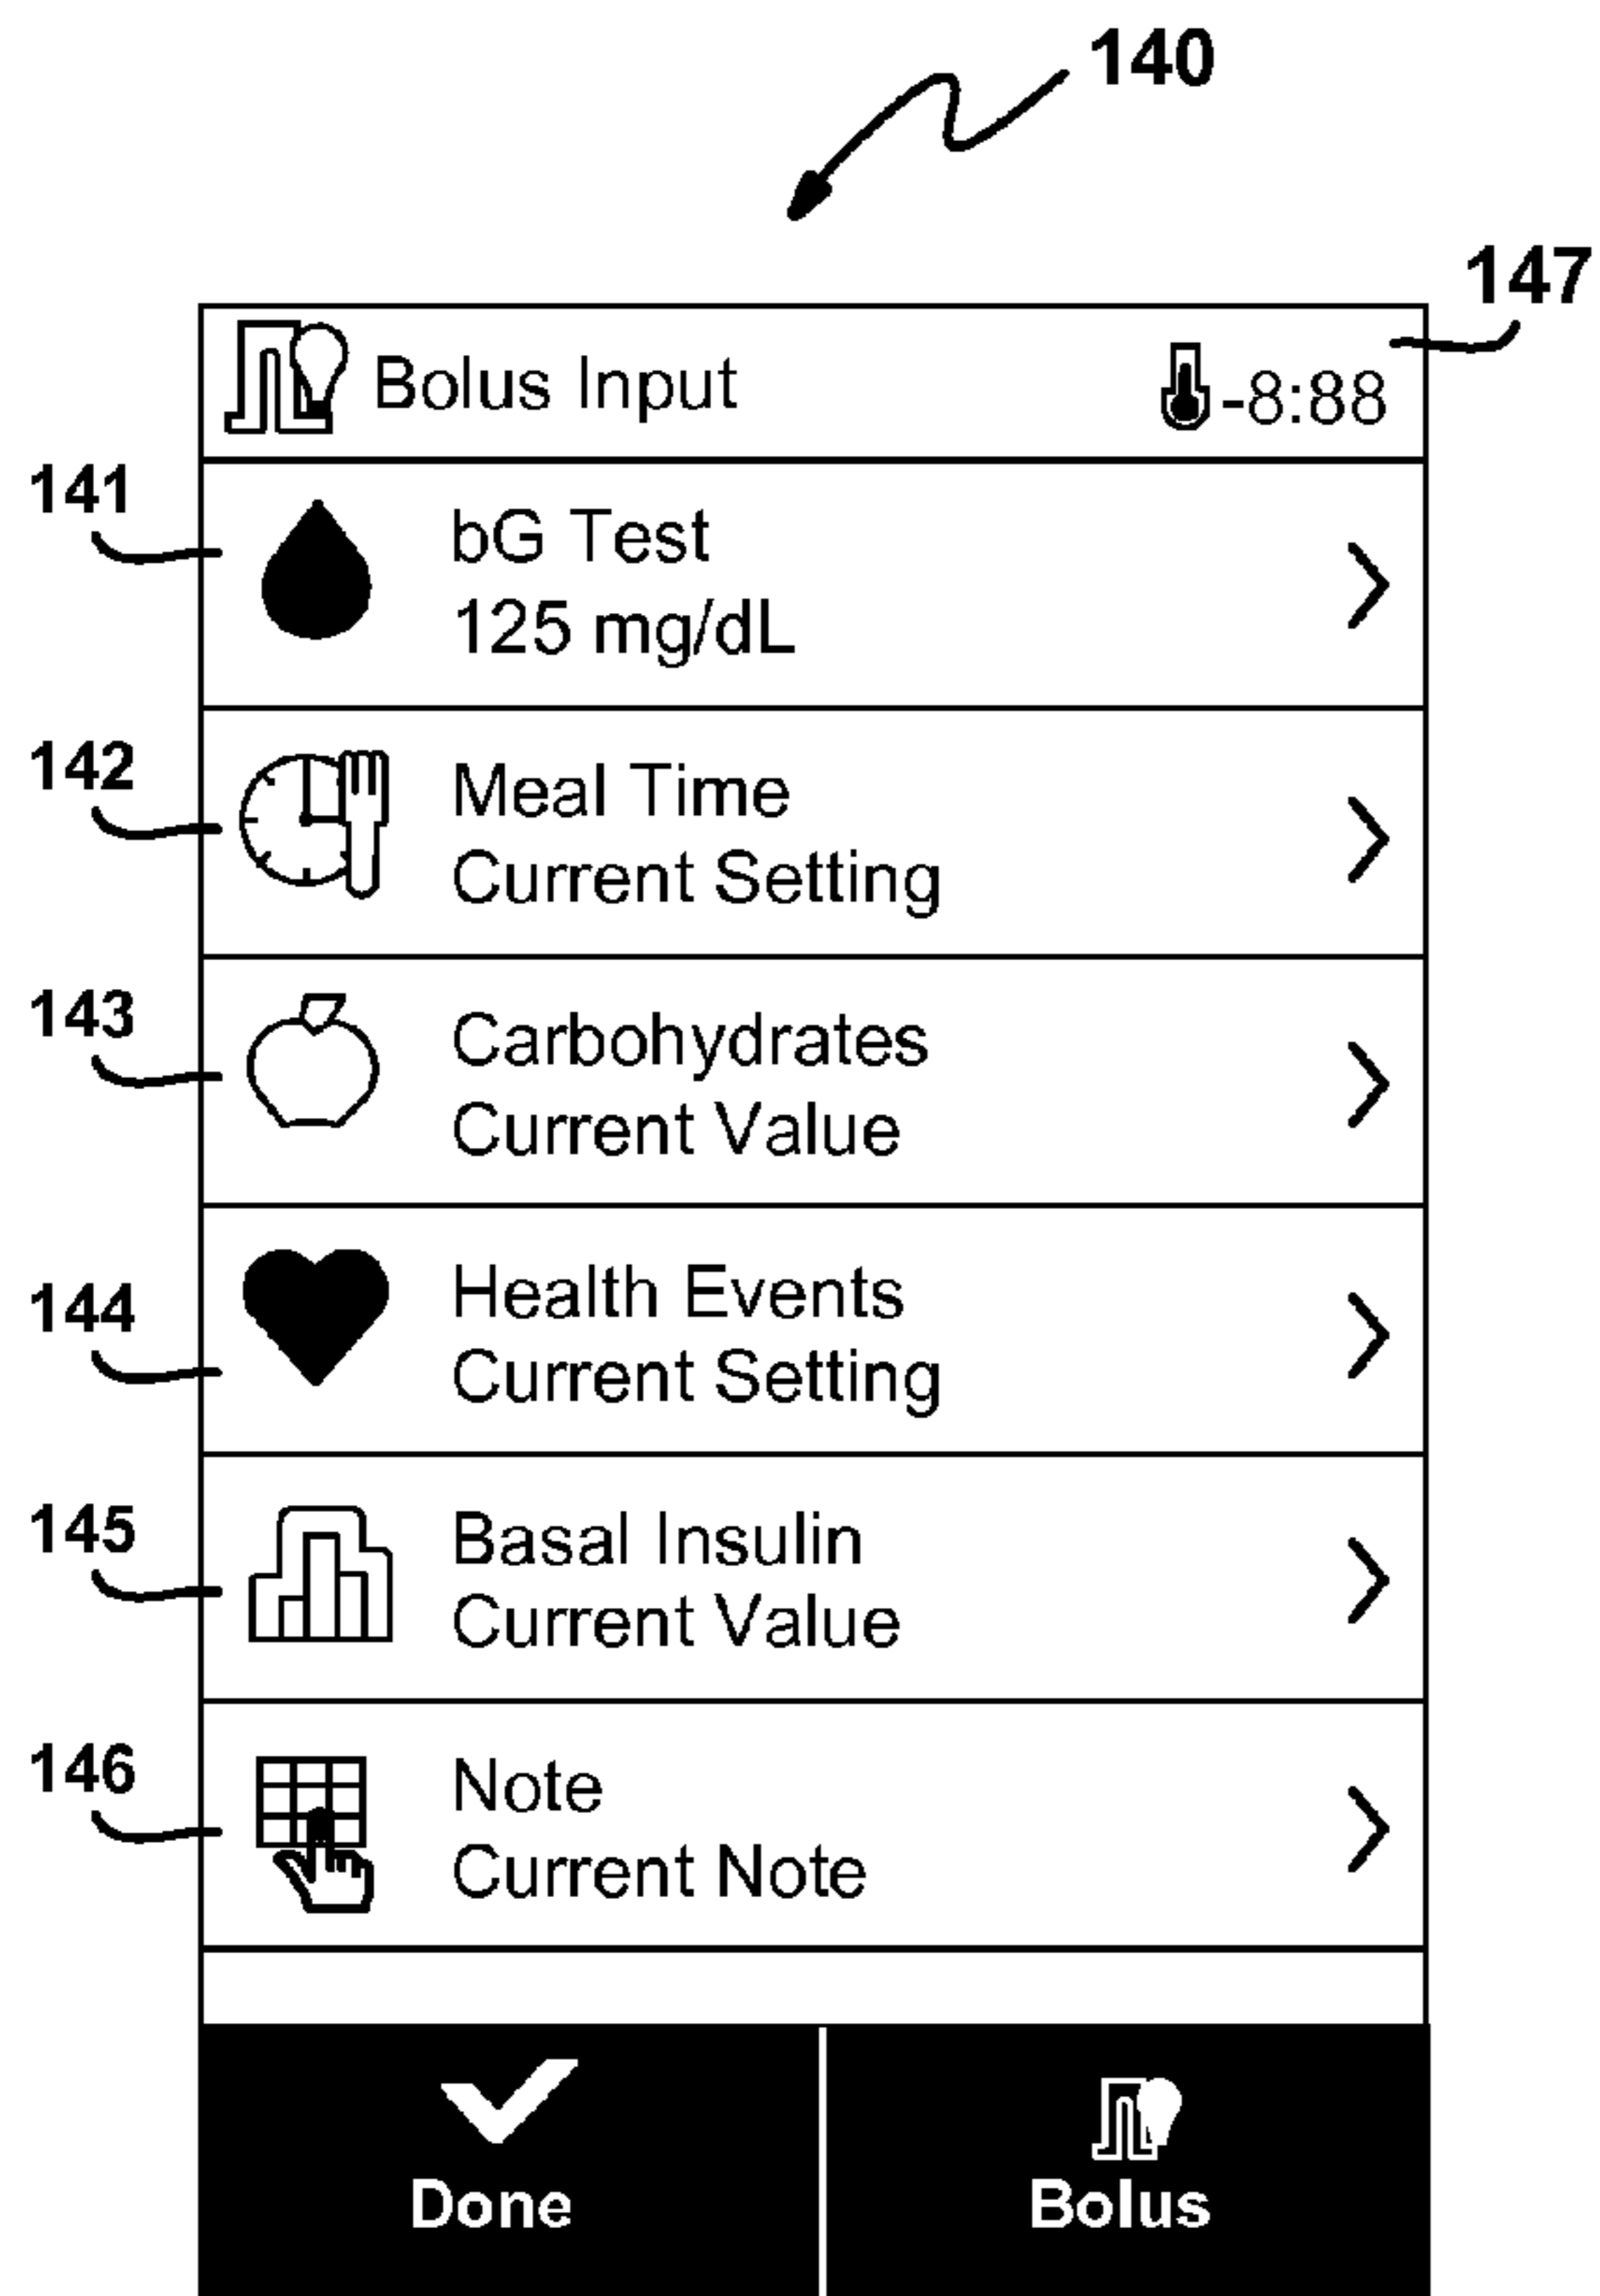 140
147
Bolus Input -8:88
141
bG Test
125 mg/dL
142
Meal Time
Current Setting
143
Carbohydrates
Current Value
144
Health Events
Current Setting
145
Basal Insulin
Current Value
146
Note
Current Note
Done Bolus